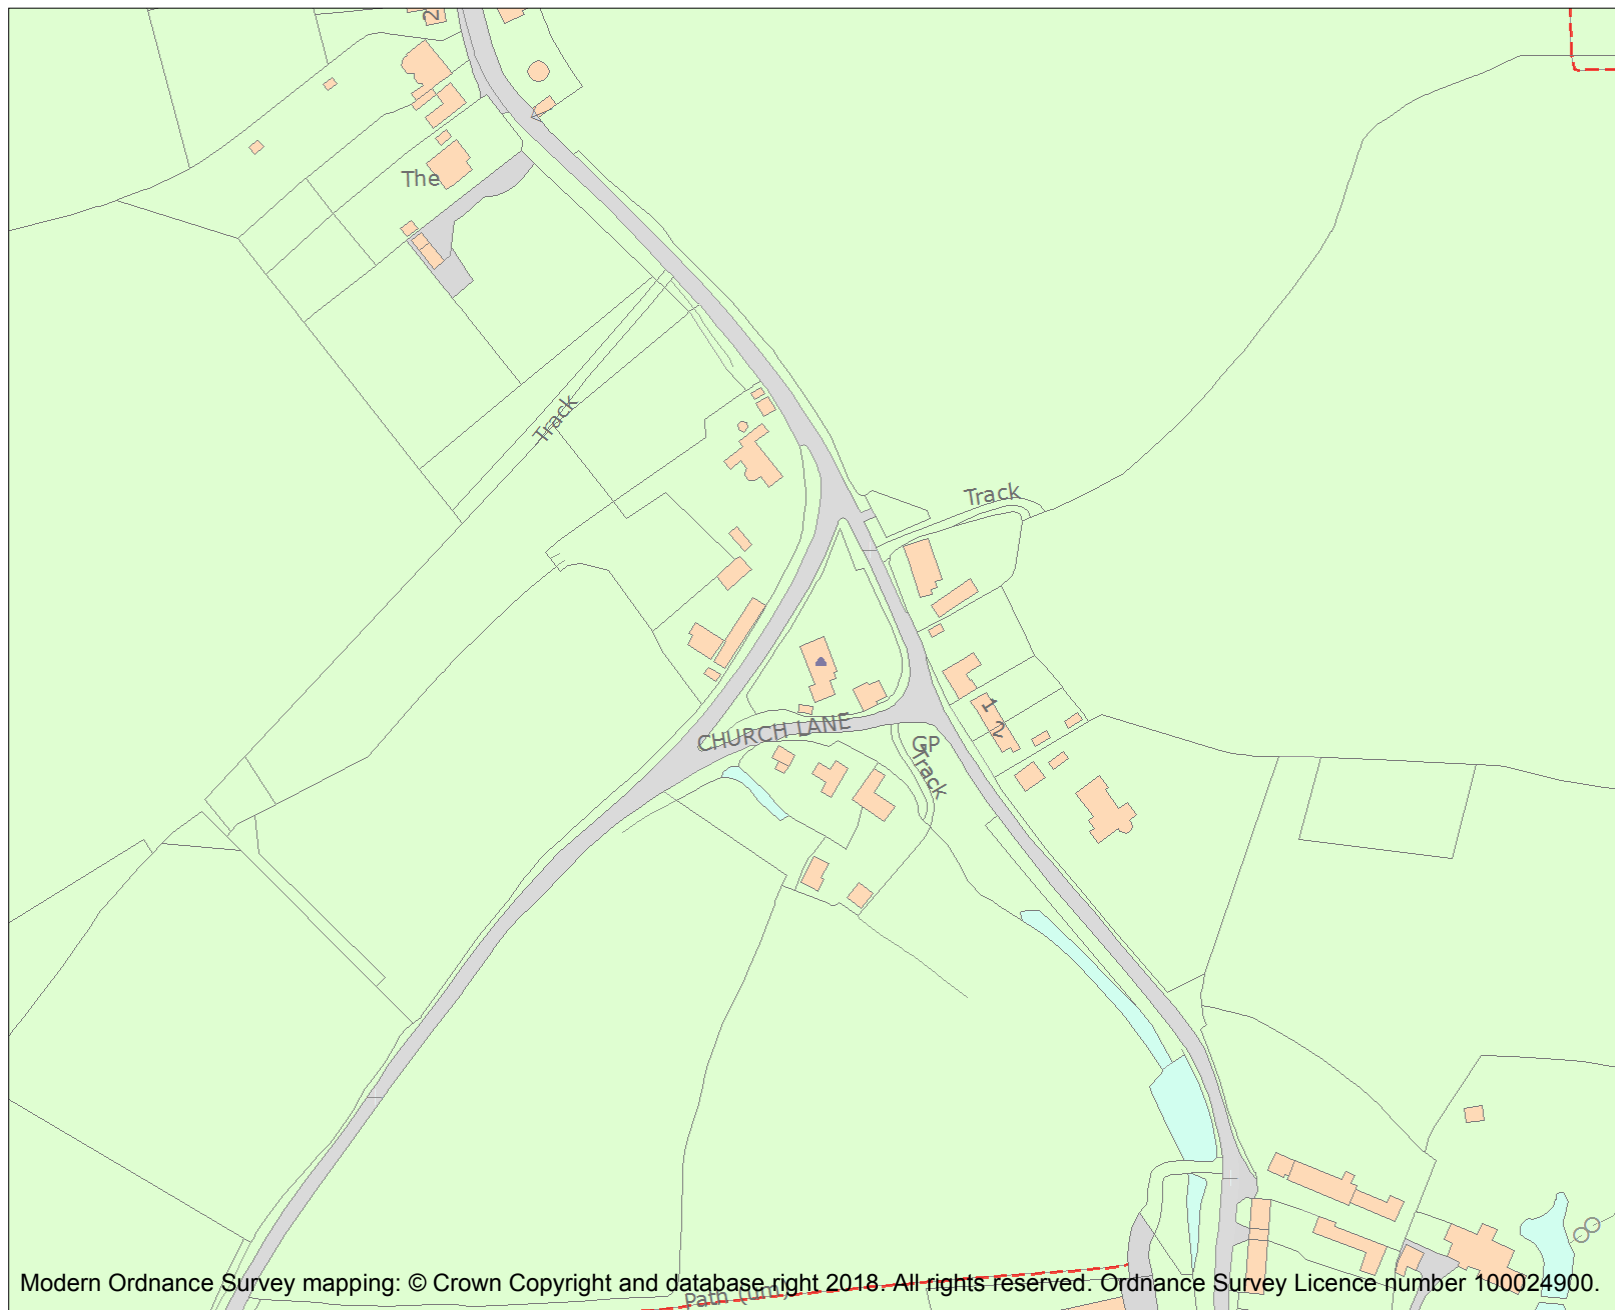 2
The
Track
Track
CHURCH LANE
GP
Track
1
2
Path (um)
Modern Ordnance Survey mapping: © Crown Copyright and database right 2018. All rights reserved. Ordnance Survey Licence number 100024900.